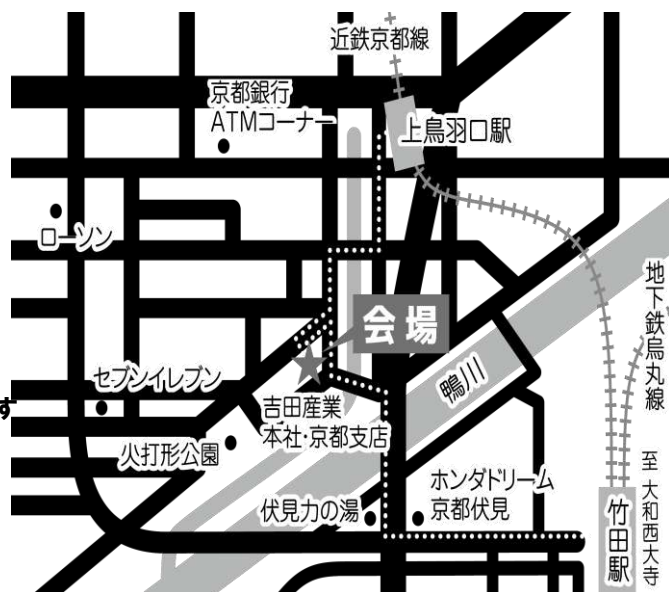 近鉄京都線
京都銀行
ATMコーナー
上鳥羽口駅
ローソン
地下鉄烏丸線
会場
鴨川
セブンイレブン
す
吉田産業
本社・京都支店
火打形公園
ホンダドリーム
京都伏見
伏見力の湯
竹田駅
至 大和西大寺